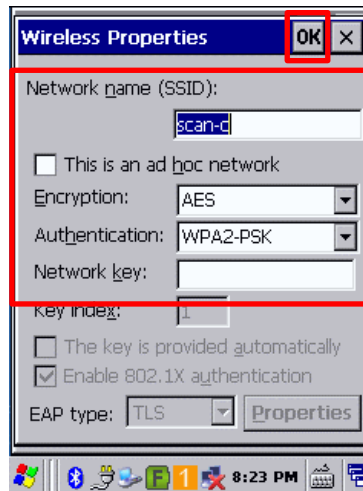 Wireless Properties OK ×
Network name (SSID):
scan-c
This is an ad hoc network
Encryption: AES
Authentication: WPA2-PSK
Network key:
Key index: 1
The key is provided automatically
Enable 802.1X authentication
EAP type: TLS Properties
F 1 8:23 PM